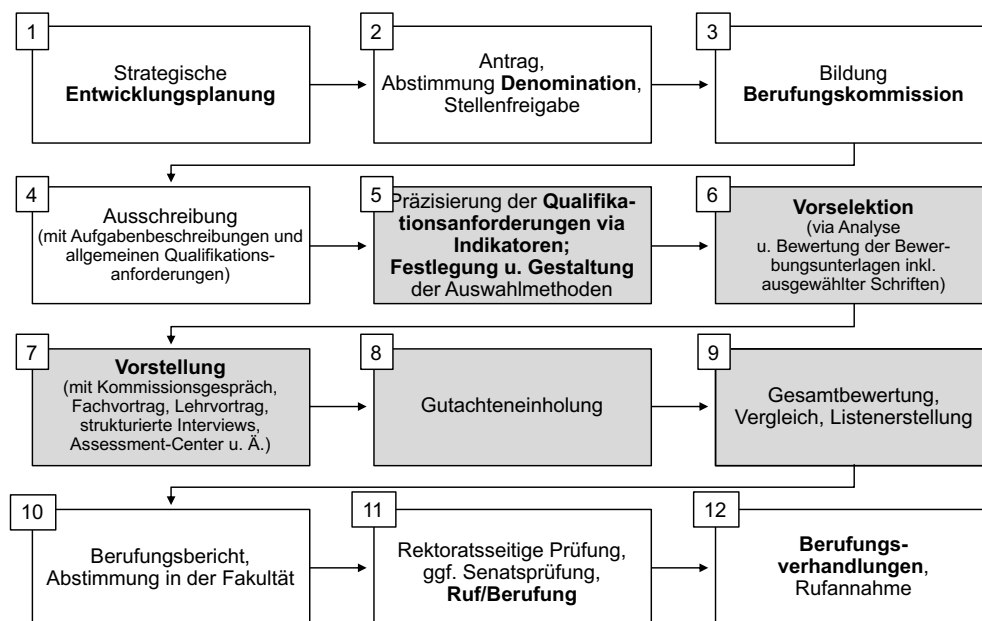 1
Strategische
Entwicklungsplanung
2
Antrag,
Abstimmung Denomination,
Stellenfreigabe
3
Bildung
Berufungskommission
4
Ausschreibung
(mit Aufgabenbeschreibungen und
allgemeinen Qualifikations-
anforderungen)
5
Präzisierung der Qualifika-
tionsanforderungen via
Indikatoren;
Festlegung u. Gestaltung
der Auswahlmethoden
6
Vorselektion
(via Analyse
u. Bewertung der Bewer-
bungsunterlagen inkl.
ausgewählter Schriften)
7
Vorstellung
(mit Kommissionsgespräch,
Fachvortrag, Lehrvortrag,
strukturierte Interviews,
Assessment-Center u. Ä.)
8
Gutachteneinholung
9
Gesamtbewertung,
Vergleich, Listenerstellung
10
Berufungsbericht,
Abstimmung in der Fakultät
11
Rektoratsseitige Prüfung,
ggf. Senatsprüfung,
Ruf/Berufung
12
Berufungs-
verhandlungen,
Rufannahme